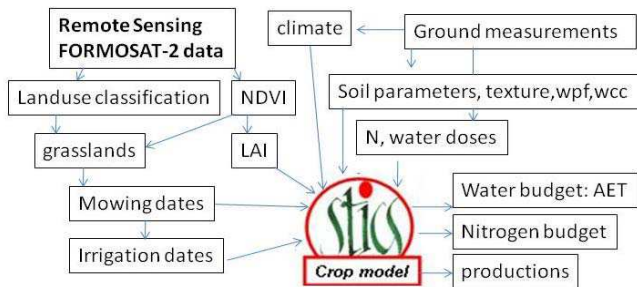 Remote Sensing
FORMOSAT-2 data
climate
Ground measurements
Landuse classification
NDVI
Soil parameters, texture,wpf,wcc
grasslands
LAI
N, water doses
Mowing dates
Water budget: AET
Irrigation dates
stics
Nitrogen budget
Crop model
productions